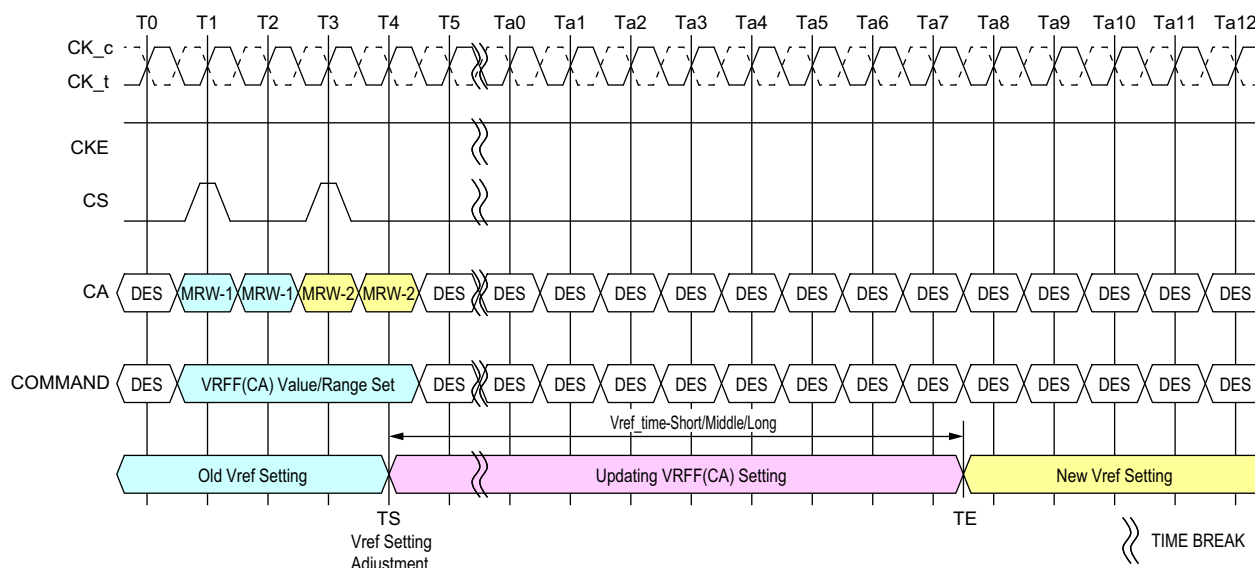 T0 T1 T2 T3 T4 T5 Ta0 Ta1 Ta2 Ta3 Ta4 Ta5 Ta6 Ta7 Ta8 Ta9 Ta10 Ta11 Ta12
CK_c
CK_t
CKE
CS
CA DES MRW-1 MRW-1 MRW-2 MRW-2 DES DES DES DES DES DES DES DES DES DES DES DES DES DES
COMMAND DES VRFF(CA) Value/Range Set DES DES DES DES DES DES DES DES DES DES DES DES DES DES
Vref_time-Short/Middle/Long
Old Vref Setting Updating VRFF(CA) Setting New Vref Setting
TS TE
Vref Setting
Adjustment
TIME BREAK